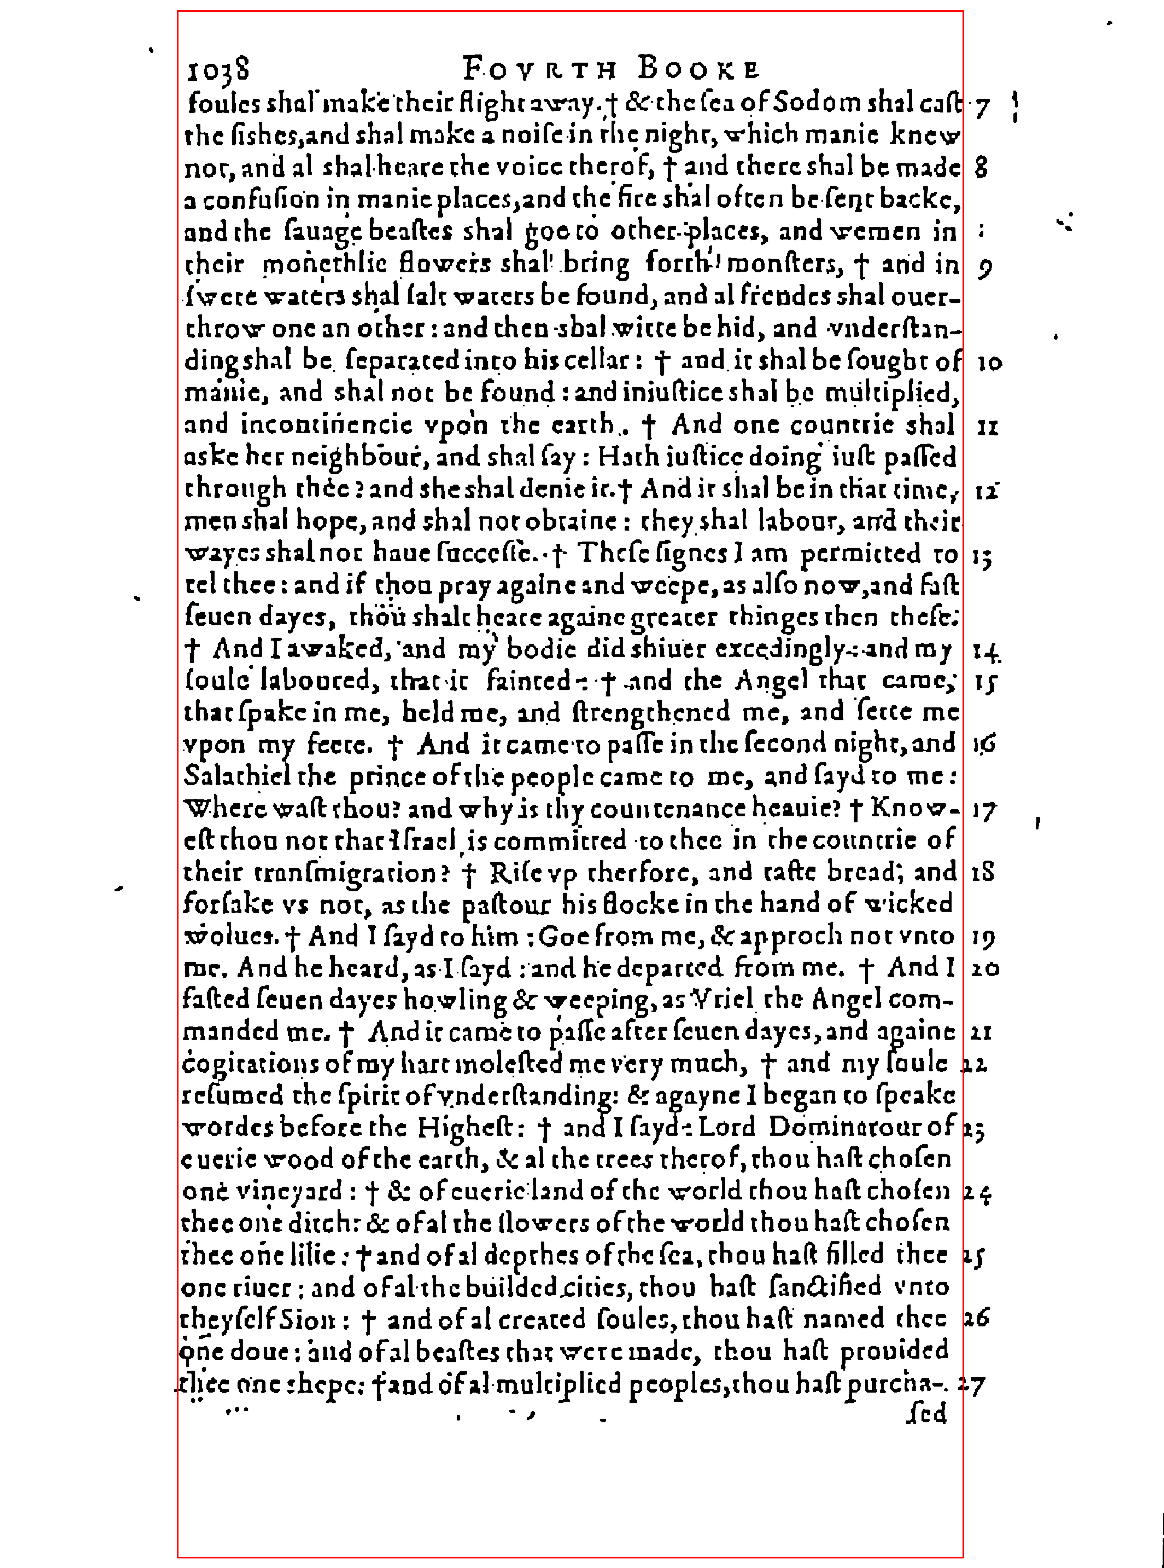 1038 FOVRTH BOOKE
foules shal make their flight away. † & the sea of Sodom shal cast 7
the fishes, and shal make a noise in the night, which manie knew
not, and al shal heare the voice therof, † and there shal be made 8
a confusion in manie places, and the fire shal often be sent backe,
and the sauage beastes shal goe to other places, and wemen in
their monethlie flowers shal bring forth monsters, † and in 9
swete waters shal salt waters be found, and al frendes shal ouer-
throw one an other: and then shal witte be hid, and vnderstan-
ding shal be separated into his cellar: † and it shal be sought of 10
manie, and shal not be found: and iniustice shal be multiplied,
and incontinencie vpon the earth. † And one countrie shal 11
aske her neighbour, and shal say: Hath iustice doing iust passed
through thee? and she shal denie it. † And it shal be in that time, 12
men shal hope, and shal not obtaine: they shal labour, and their
wayes shal not haue successe. † These signes I am permitted to 13
tel thee: and if thou pray againe and weepe, as also now, and fast
seuen dayes, thou shalt heare againe greater thinges then these.
† And I awaked, and my bodie did shiuer excedingly: and my 14
soule laboured, that it fainted: † and the Angel that came, 15
that spake in me, held me, and strengthened me, and sette me
vpon my feete. † And it came to passe in the second night, and 16
Salathiel the prince of the people came to me, and sayd to me:
Where wast thou? and why is thy countenance heauie? † Know- 17
est thou not that Israel is committed to thee in the countrie of
their transmigration? † Rise vp therfore, and taste bread; and 18
forsake vs not, as the pastour his flocke in the hand of wicked
wolues. † And I sayd to him: Goe from me, & approch not vnto 19
me. And he heard, as I sayd: and he departed from me. † And I 20
fasted seuen dayes howling & weeping, as Vriel the Angel com-
manded me. † And it came to passe after seuen dayes, and againe 21
cogitations of my hart molested me very much, † and my soule 22
resumed the spirit of vnderstanding: & agayne I began to speake
wordes before the Highest: † and I sayd: Lord Dominatour of 23
euerie wood of the earth, & al the trees therof, thou hast chosen
one vineyard: † & of euerie land of the world thou hast chosen 24
thee one ditch: & of al the flowers of the world thou hast chosen
thee one lilie: † and of al depthes of the sea, thou hast filled thee 25
one riuer: and of al the builded cities, thou hast sanctified vnto
theyself Sion: † and of al created foules, thou hast named thee 26
one doue: and of al beastes that were made, thou hast prouided
thee one shepe: † and of al multiplied peoples, thou hast purcha- 27
sed